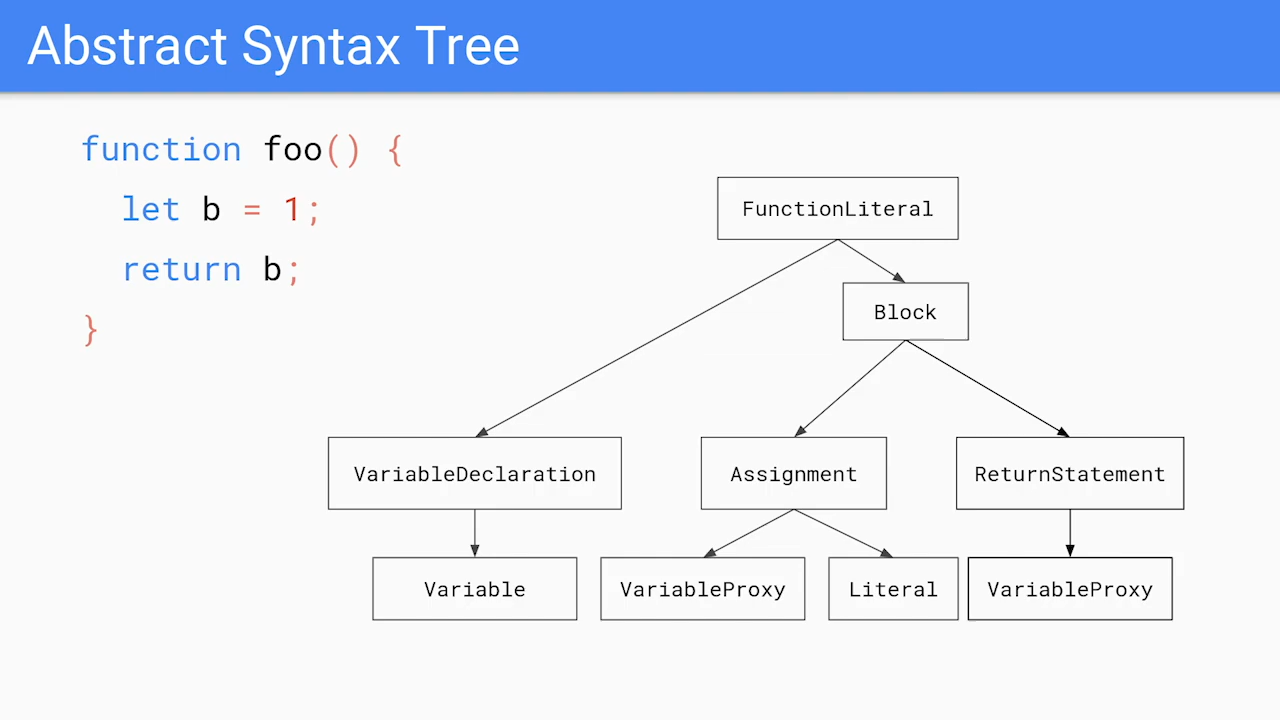 Abstract Syntax Tree
function foo() {
let b = 1;
return b;
}
FunctionLiteral
Block
VariableDeclaration
Assignment
ReturnStatement
Variable
VariableProxy
Literal
VariableProxy